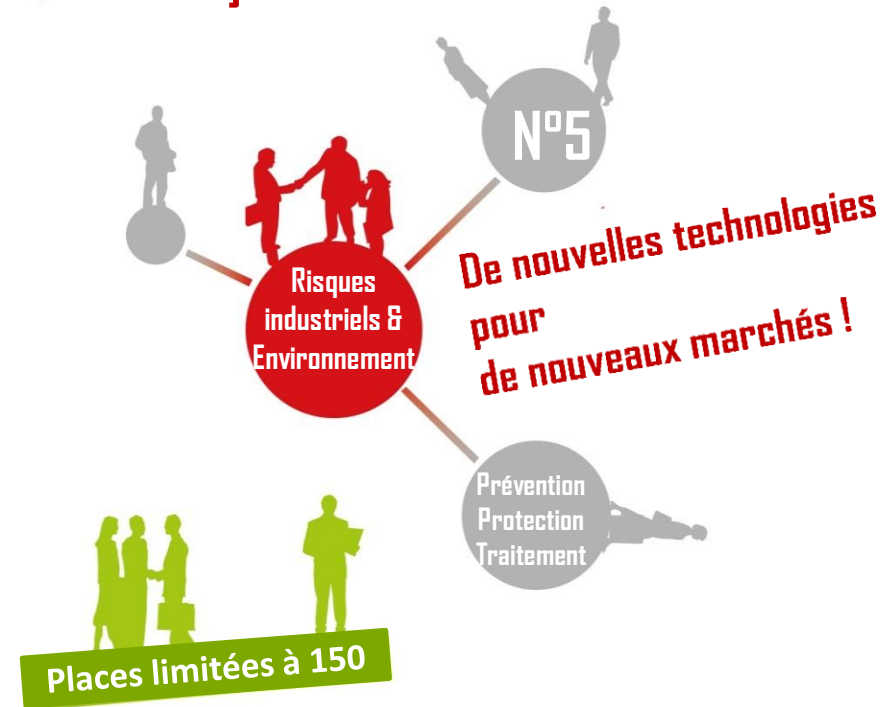 N°5
De nouvelles technologies
pour
de nouveaux marchés !
Risques
industriels &
Environnement
Prévention
Protection
Traitement
Places limitées à 150